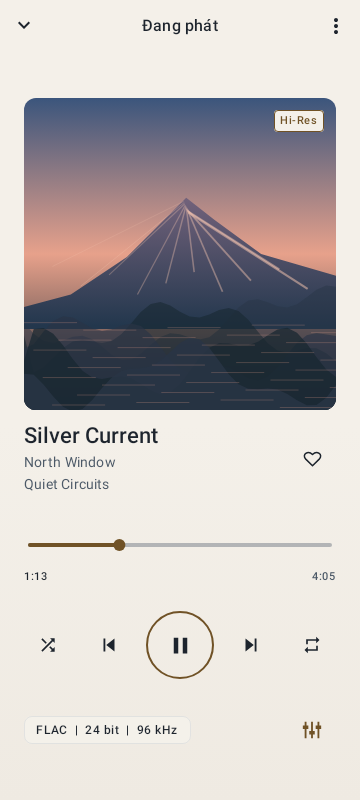 Đang phát
Hi-Res
Silver Current
North Window
Quiet Circuits
1:13
4:05
FLAC | 24 bit | 96 kHz